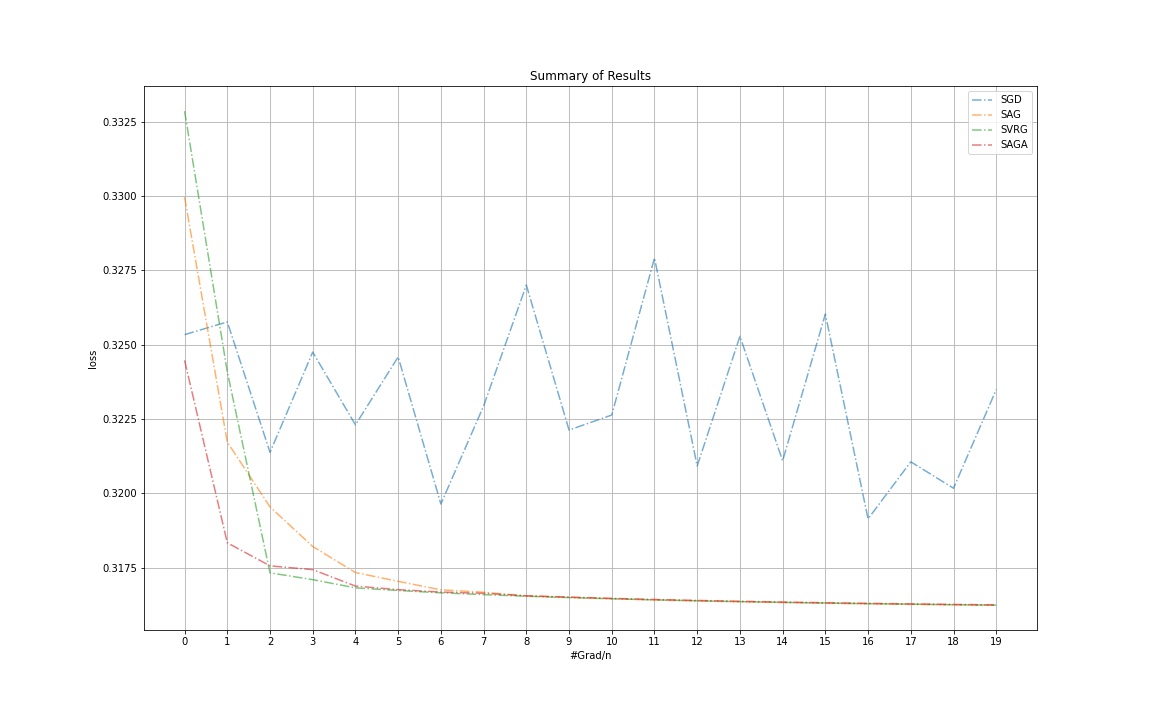 Summary of Results
SGD
SAG
SVRG
SAGA
loss
0.3325
0.3300
0.3275
0.3250
0.3225
0.3200
0.3175
0 1 2 3 4 5 6 7 8 9 10 11 12 13 14 15 16 17 18 19
#Grad/n